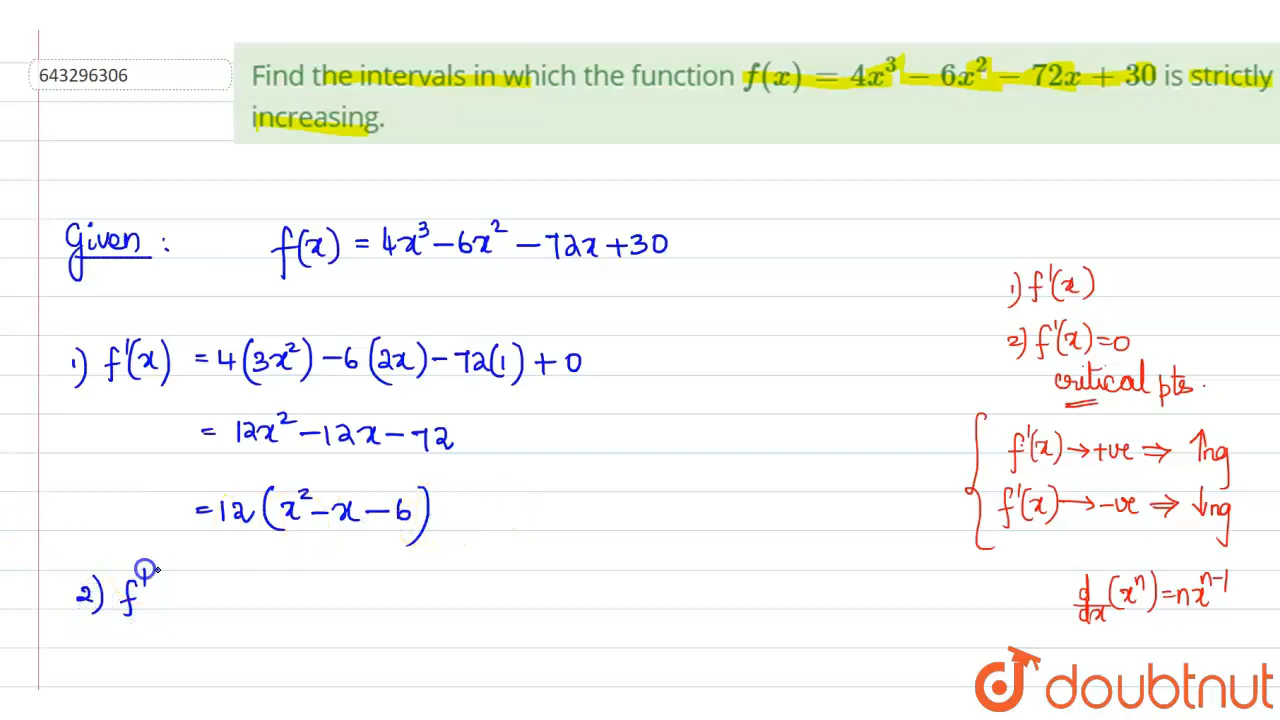 643296306
Find the intervals in which the function f(x) = 4x³ − 6x² − 72x + 30 is strictly
increasing.
Given : f(x) = 4x³ − 6x² − 72x + 30
1) f'(x) = 4(3x²) − 6(2x) − 72(1) + 0
= 12x² − 12x − 72
= 12(x² − x − 6)
2) f'
1) f'(x)
2) f'(x) = 0
critical pts.
f'(x) → +ve ⇒ ↑ng
f'(x) → −ve ⇒ ↓ng
d/dx (xⁿ) = nxⁿ⁻¹
doubtnut